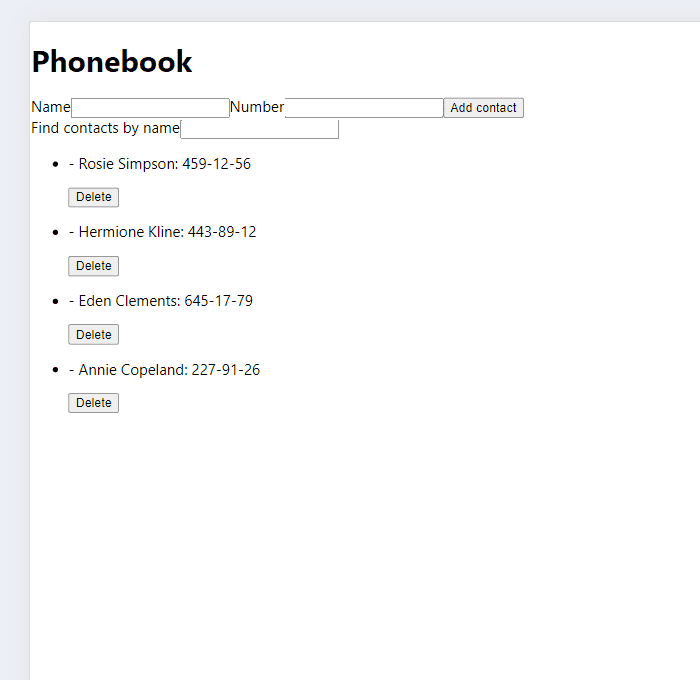 Phonebook
Name Number Add contact
Find contacts by name
- Rosie Simpson: 459-12-56
Delete
- Hermione Kline: 443-89-12
Delete
- Eden Clements: 645-17-79
Delete
- Annie Copeland: 227-91-26
Delete